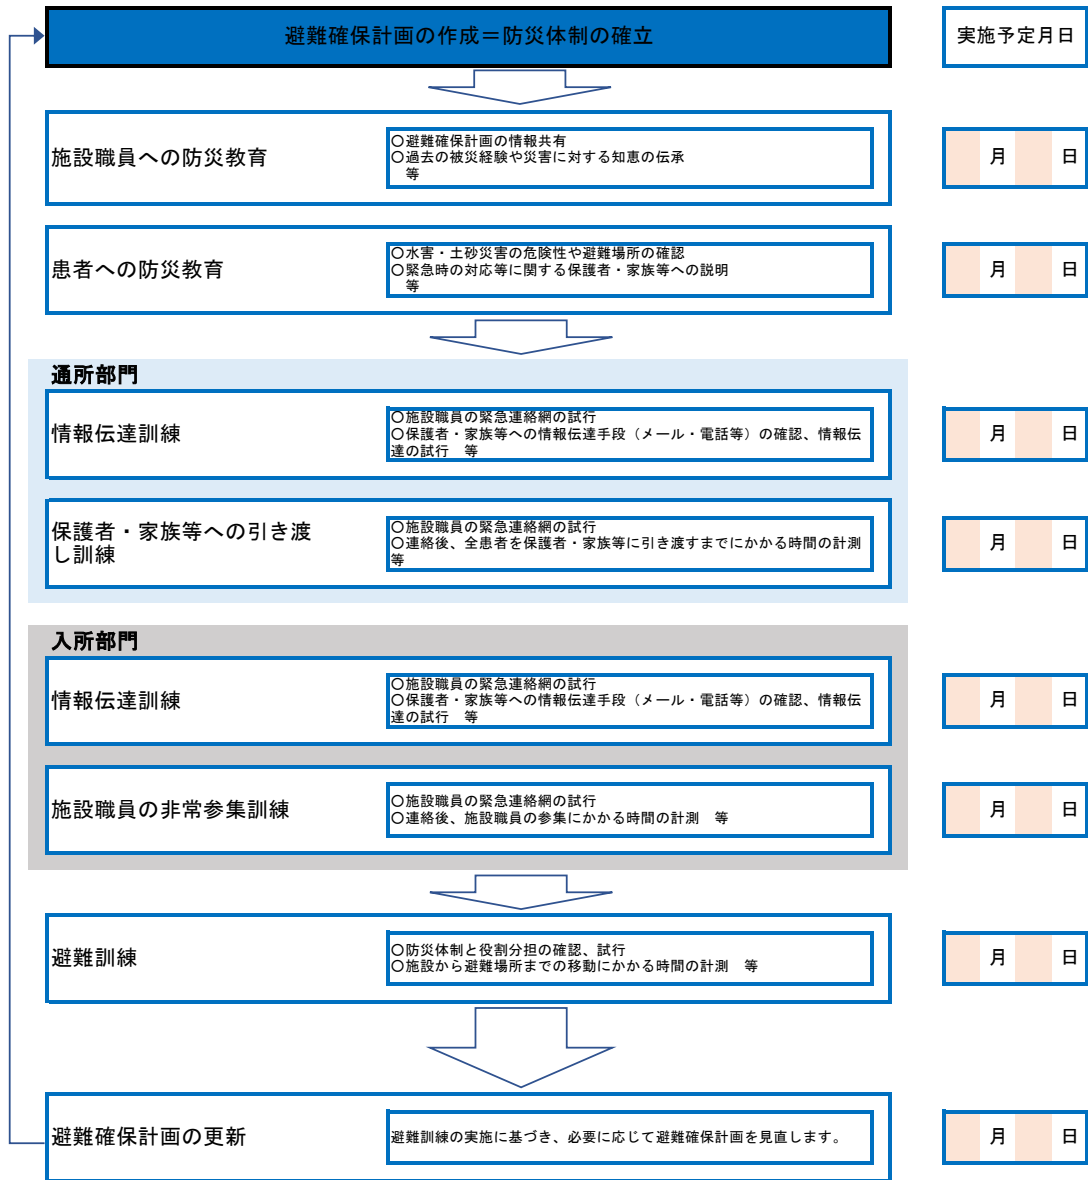 避難確保計画の作成＝防災体制の確立
実施予定月日
施設職員への防災教育
〇避難確保計画の情報共有
〇過去の被災経験や災害に対する知恵の伝承
等
月 日
患者への防災教育
〇水害・土砂災害の危険性や避難場所の確認
〇緊急時の対応等に関する保護者・家族等への説明
等
月 日
通所部門
情報伝達訓練
〇施設職員の緊急連絡網の試行
〇保護者・家族等への情報伝達手段（メール・電話等）の確認、情報伝
達の試行　等
月 日
保護者・家族等への引き渡
し訓練
〇施設職員の緊急連絡網の試行
〇連絡後、全患者を保護者・家族等に引き渡すまでにかかる時間の計測
等
月 日
入所部門
情報伝達訓練
〇施設職員の緊急連絡網の試行
〇保護者・家族等への情報伝達手段（メール・電話等）の確認、情報伝
達の試行　等
月 日
施設職員の非常参集訓練
〇施設職員の緊急連絡網の試行
〇連絡後、施設職員の参集にかかる時間の計測　等
月 日
避難訓練
〇防災体制と役割分担の確認、試行
〇施設から避難場所までの移動にかかる時間の計測　等
月 日
避難確保計画の更新
避難訓練の実施に基づき、必要に応じて避難確保計画を見直します。
月 日